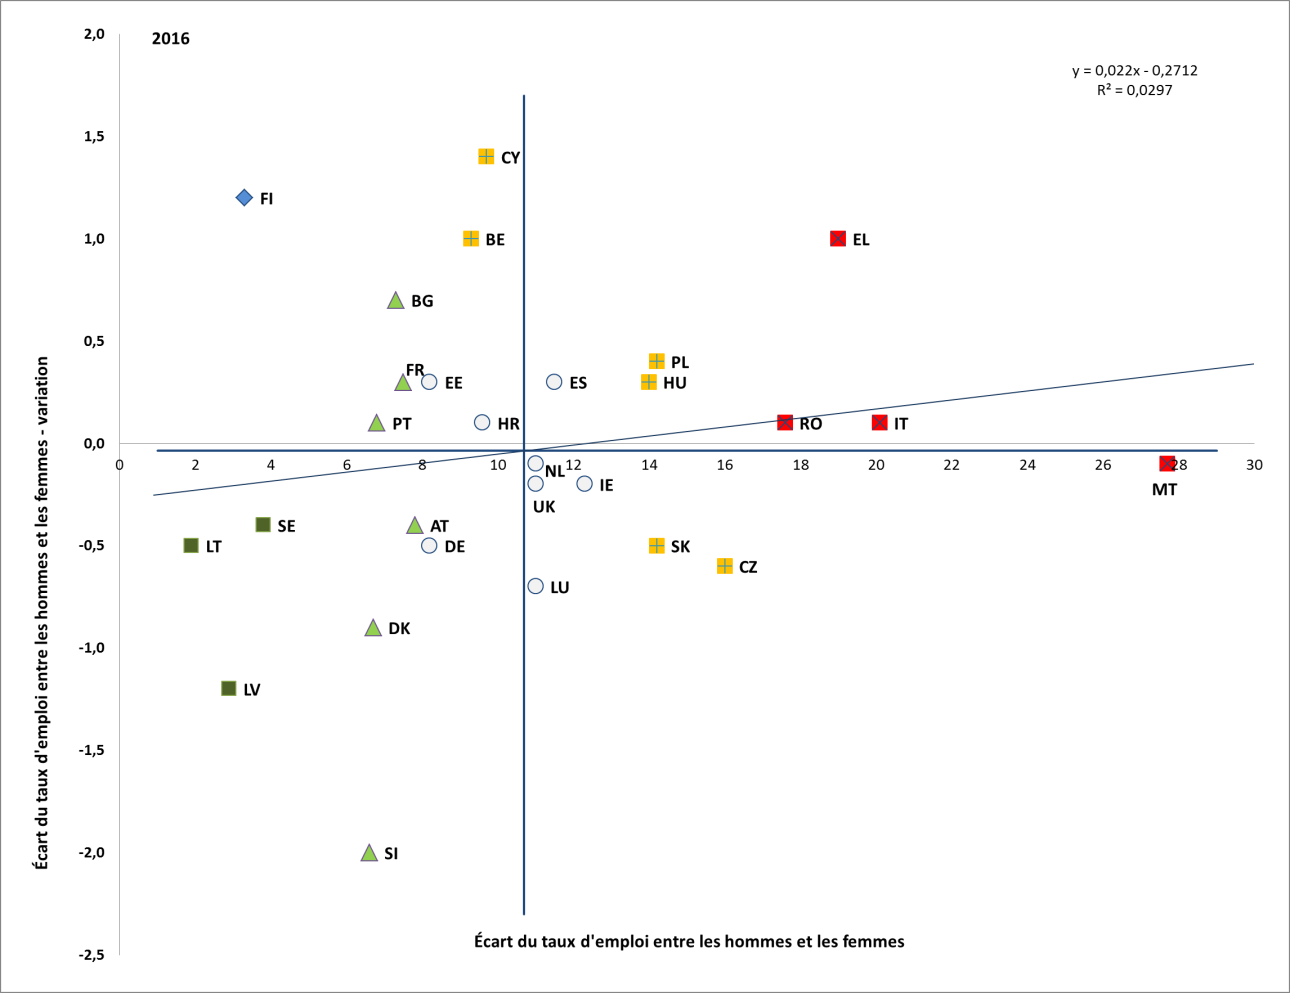 2016
y = 0,022x - 0,2712
R² = 0,0297
2,0
1,5
1,0
0,5
0,0
-0,5
-1,0
-1,5
-2,0
-2,5
Écart du taux d'emploi entre les hommes et les femmes - variation
CY
FI
BE
EL
BG
PL
FR
EE
ES
HU
PT
HR
RO
IT
0 2 4 6 8 10 12 14 16 18 20 22 24 26 28 30
NL
IE
MT
UK
SE
AT
LT
DE
SK
CZ
LU
DK
LV
SI
Écart du taux d'emploi entre les hommes et les femmes